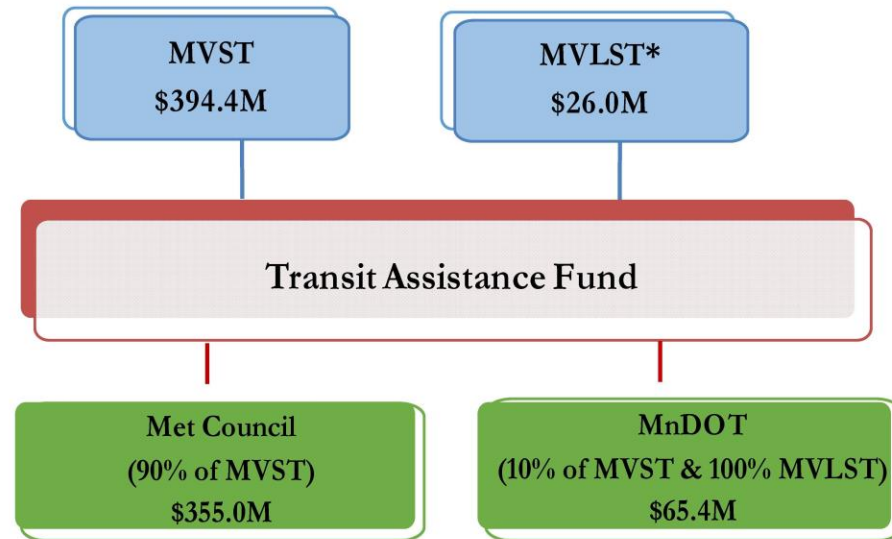 MVST
$394.4M
MVLST*
$26.0M
Transit Assistance Fund
Met Council
(90% of MVST)
$355.0M
MnDOT
(10% of MVST & 100% MVLST)
$65.4M